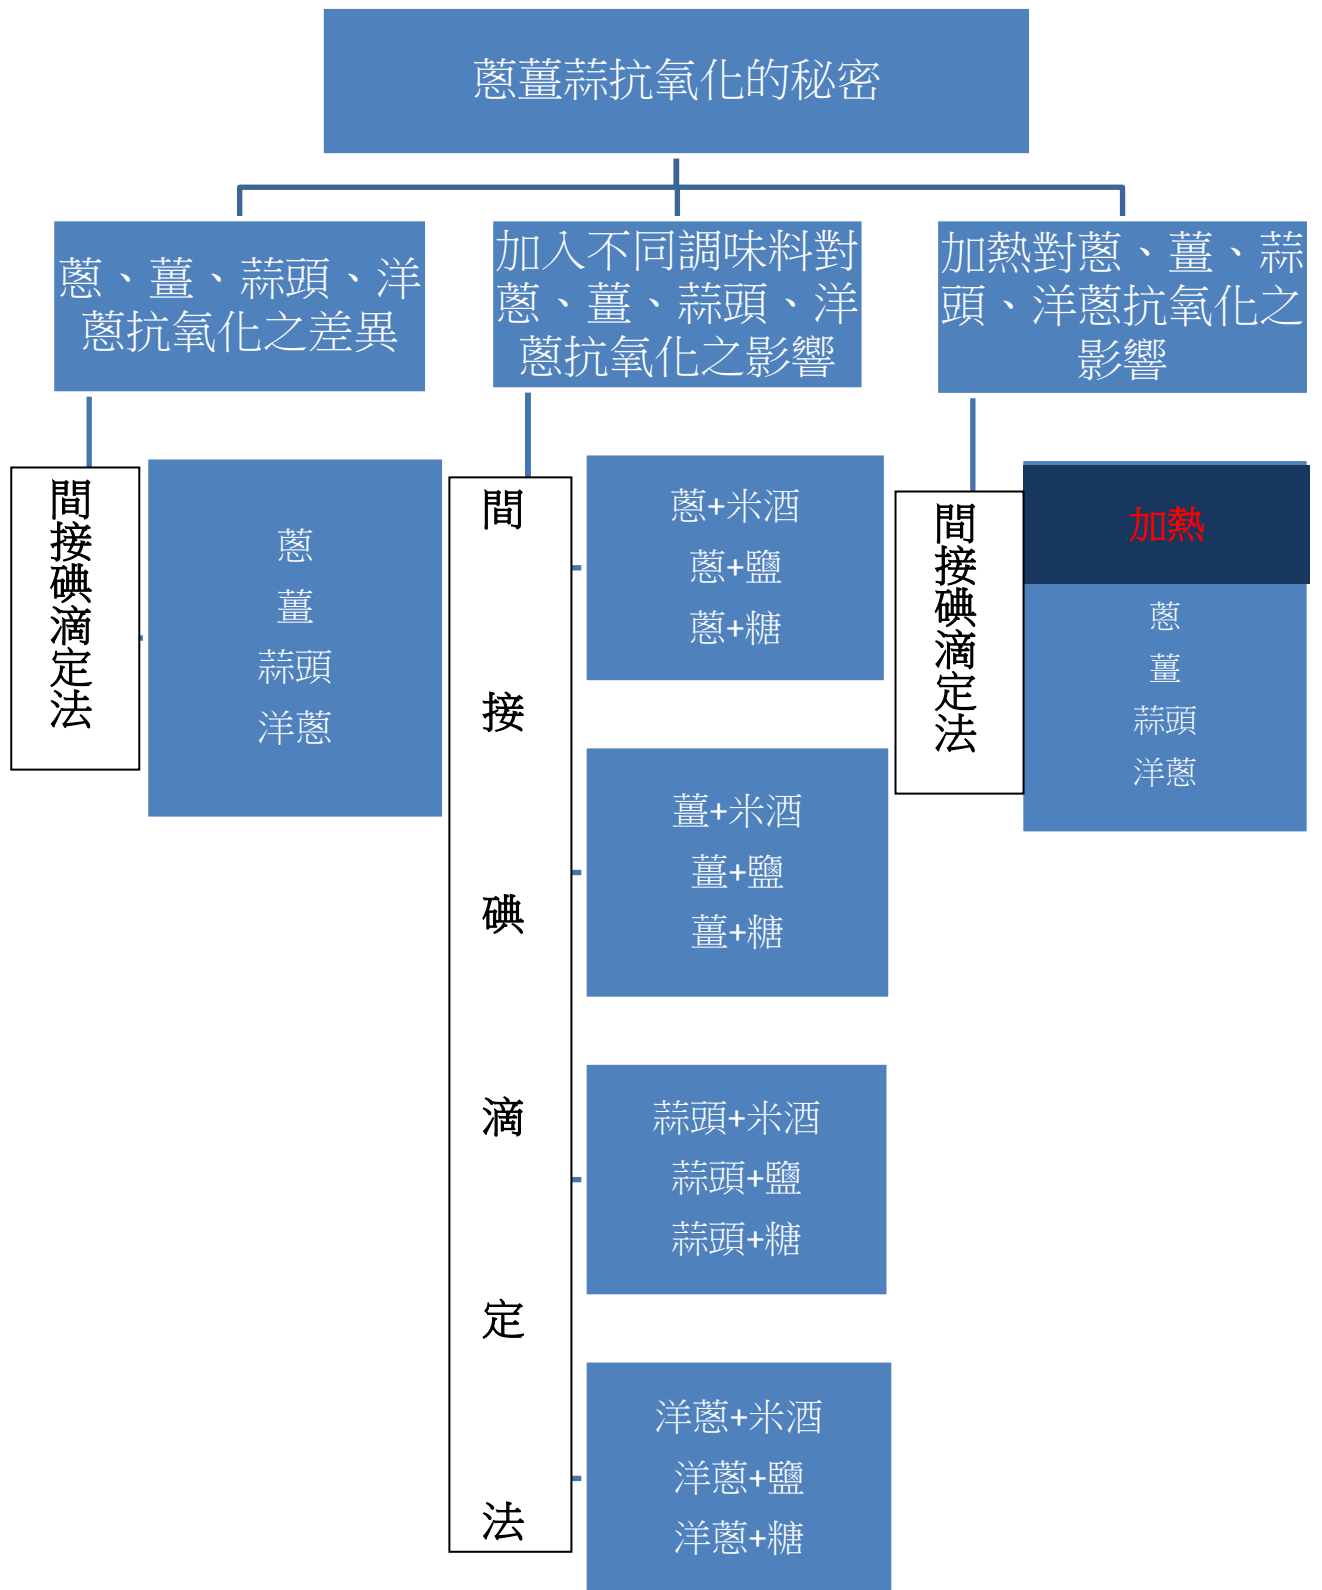 蔥薑蒜抗氧化的秘密
蔥、薑、蒜頭、洋
蔥抗氧化之差異
間接碘滴定法
蔥
薑
蒜頭
洋蔥
加入不同調味料對
蔥、薑、蒜頭、洋
蔥抗氧化之影響
間接碘滴定法
蔥+米酒
蔥+鹽
蔥+糖
薑+米酒
薑+鹽
薑+糖
蒜頭+米酒
蒜頭+鹽
蒜頭+糖
洋蔥+米酒
洋蔥+鹽
洋蔥+糖
加熱對蔥、薑、蒜
頭、洋蔥抗氧化之
影響
間接碘滴定法
加熱
蔥
薑
蒜頭
洋蔥